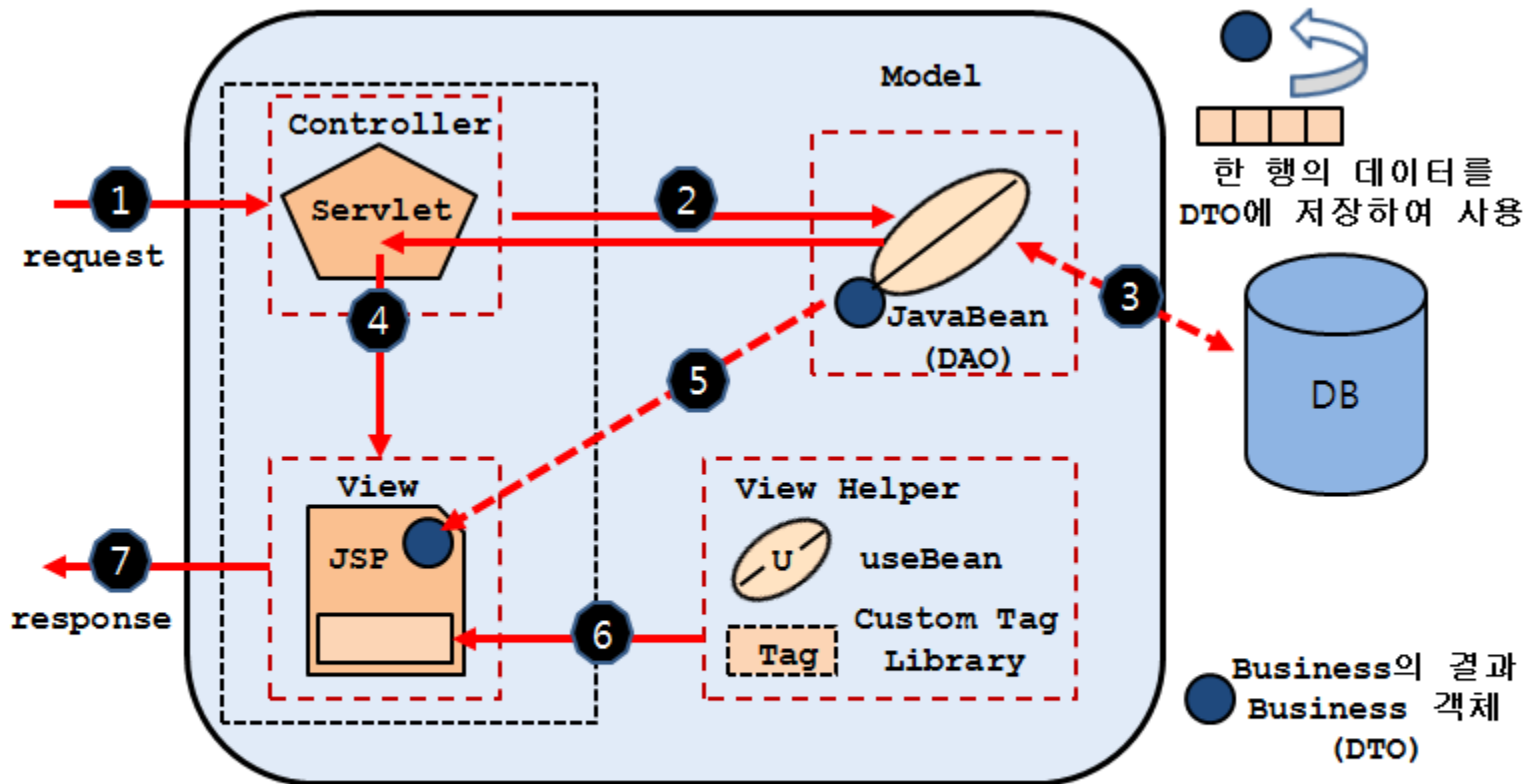 Model
Controller
Servlet
1
request
2
한 행의 데이터를
DTO에 저장하여 사용
3
4
JavaBean
(DAO)
5
DB
View
JSP
View Helper
U
useBean
7
response
6
Tag
Custom Tag
Library
Business의 결과
Business 객체
(DTO)